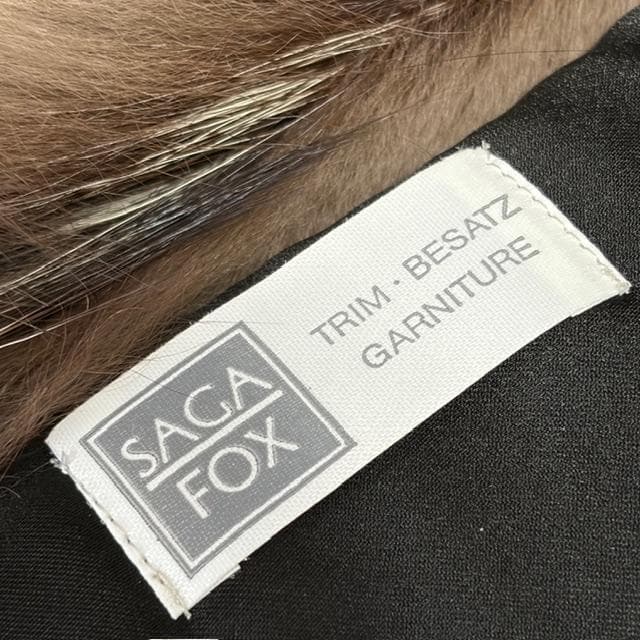 SAGA
FOX
TRIM · BESATZ
GARNITURE